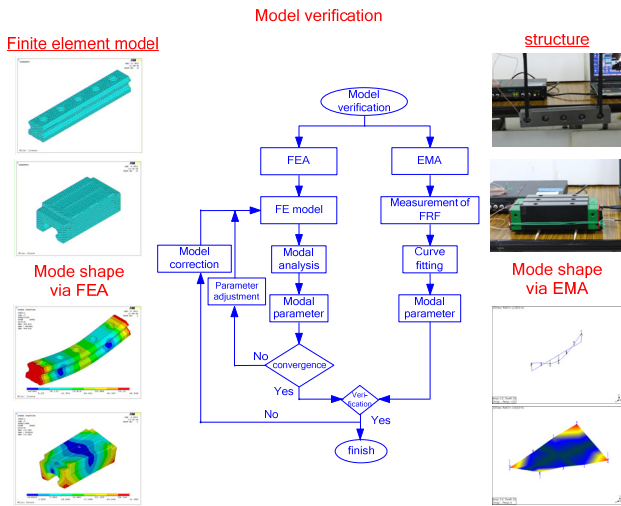 Model verification
Finite element model
structure
Model
verification
FEA
EMA
FE model
Measurement of
FRF
Model
correction
Modal
analysis
Curve
fitting
Parameter
adjustment
Modal
parameter
Modal
parameter
No
convergence
Yes
Veri-
fication
No
Yes
finish
Mode shape
via FEA
Mode shape
via EMA